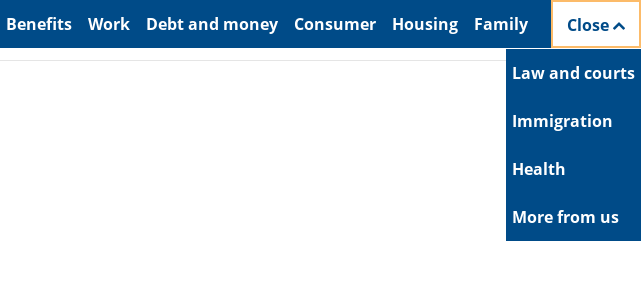 Benefits Work Debt and money Consumer Housing Family Close
Law and courts
Immigration
Health
More from us